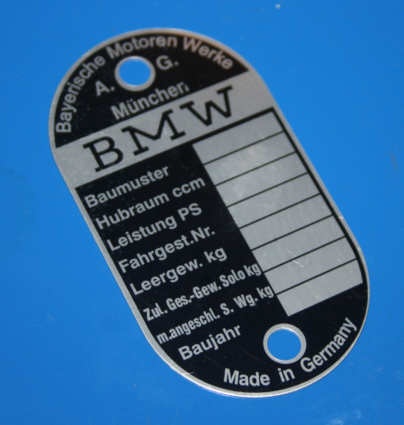 Bayerische Motoren Werke
A. G.
München
BMW
Baumuster
Hubraum ccm
Leistung PS
Fahrgest.Nr.
Leergew. kg
Zul. Ges.-Gew. Solo kg
m.angeschl. S. Wg. kg
Baujahr
Made in Germany